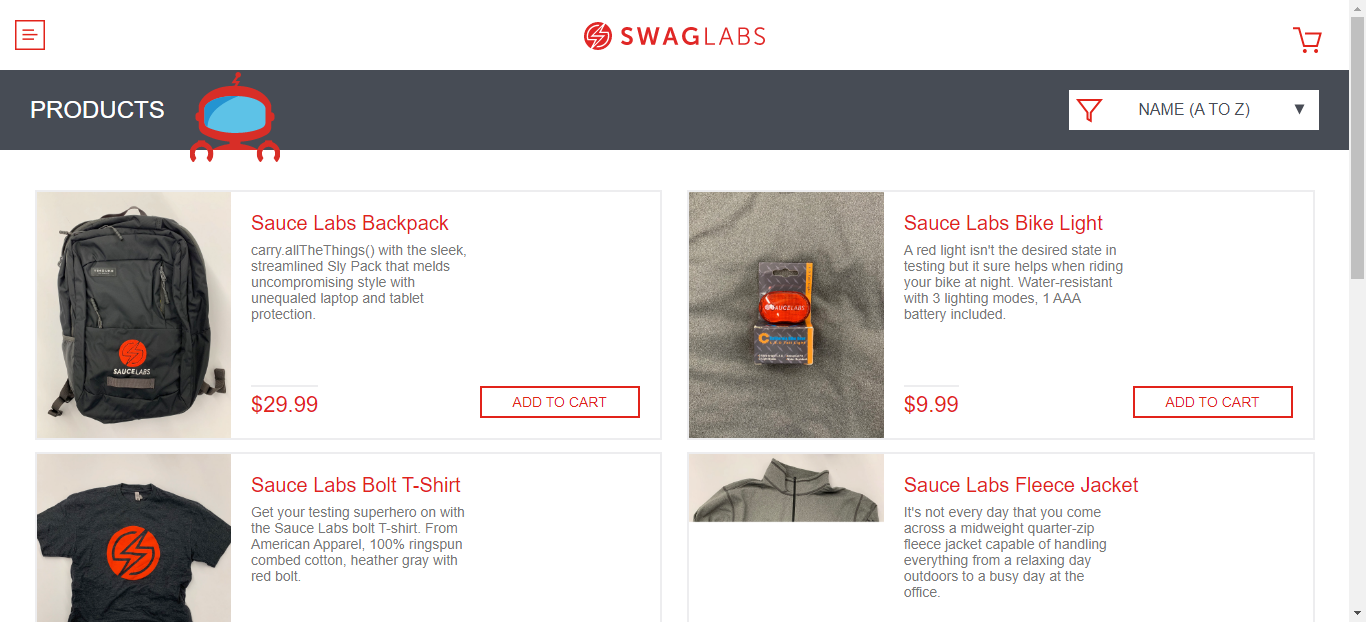 SWAGLABS
PRODUCTS
NAME (A TO Z)
Sauce Labs Backpack
carry.allTheThings() with the sleek,
streamlined Sly Pack that melds
uncompromising style with
unequaled laptop and tablet
protection.
$29.99
ADD TO CART
SAUCELABS
Sauce Labs Bike Light
A red light isn't the desired state in
testing but it sure helps when riding
your bike at night. Water-resistant
with 3 lighting modes, 1 AAA
battery included.
$9.99
ADD TO CART
SAUCELABS
Sauce Labs Bolt T-Shirt
Get your testing superhero on with
the Sauce Labs bolt T-shirt. From
American Apparel, 100% ringspun
combed cotton, heather gray with
red bolt.
Sauce Labs Fleece Jacket
It's not every day that you come
across a midweight quarter-zip
fleece jacket capable of handling
everything from a relaxing day
outdoors to a busy day at the
office.